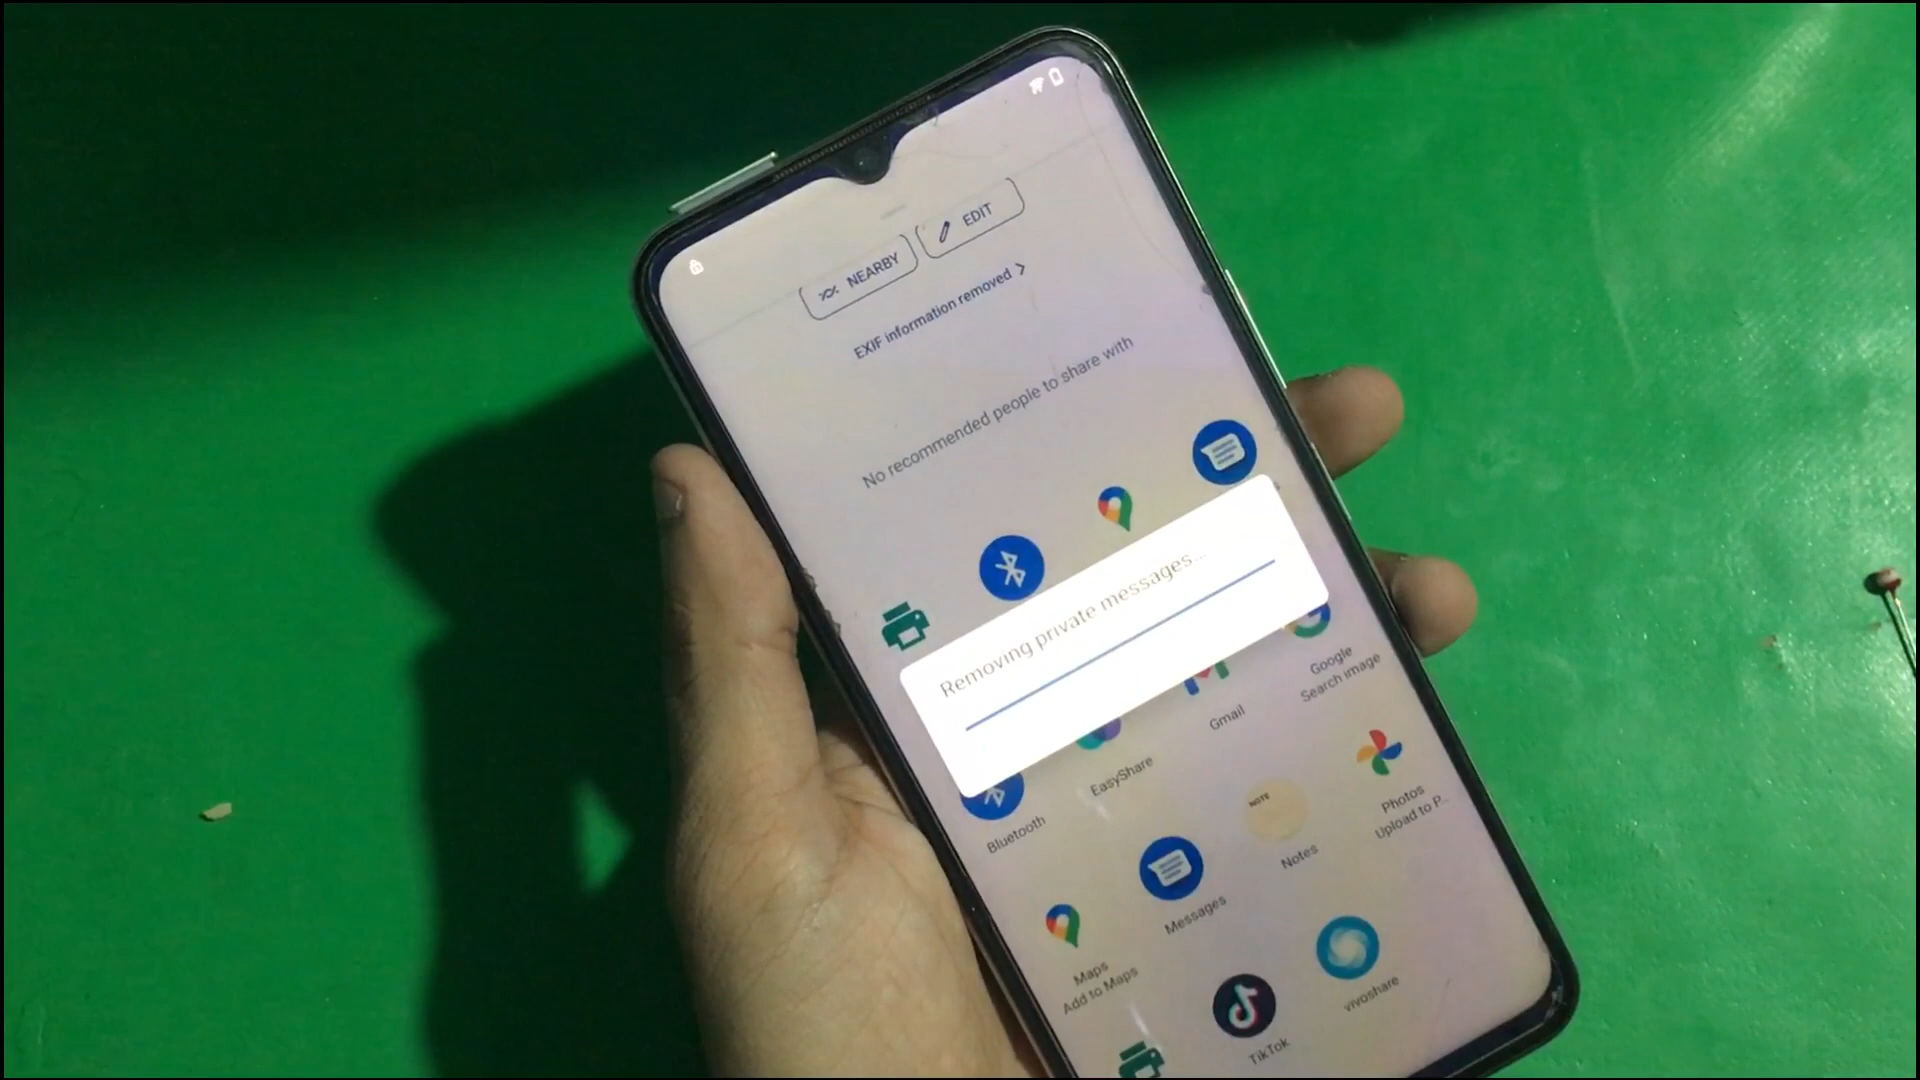 NEARBY
EDIT
EXIF information removed >
No recommended people to share with
Removing private messages...
Bluetooth
EasyShare
Gmail
Google
Search image
Maps
Add to Maps
Messages
NOTE
Notes
Photos
Upload to P...
TikTok
vivoshare